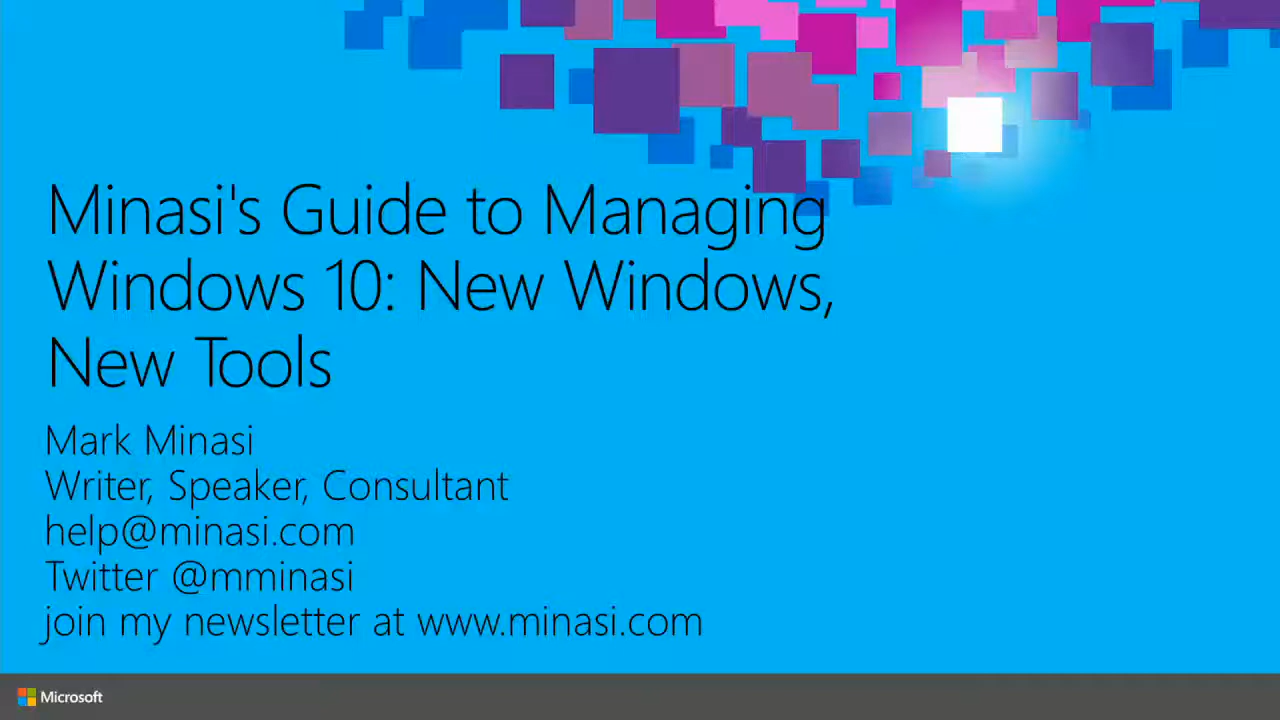 Minasi's Guide to Managing
Windows 10: New Windows,
New Tools
Mark Minasi
Writer, Speaker, Consultant
help@minasi.com
Twitter @mminasi
join my newsletter at www.minasi.com
Microsoft